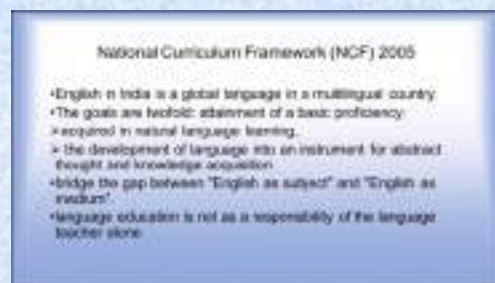 National Curriculum Framework (NCF) 2005
•English in India is a global language in a multilingual country.
•The goals are twofold: attainment of a basic proficiency
➢acquired in natural language learning,
➢ the development of language into an instrument for abstract
thought and knowledge acquisition
•bridge the gap between "English as subject" and "English as
medium".
•language education is not as a responsibility of the language
teacher alone